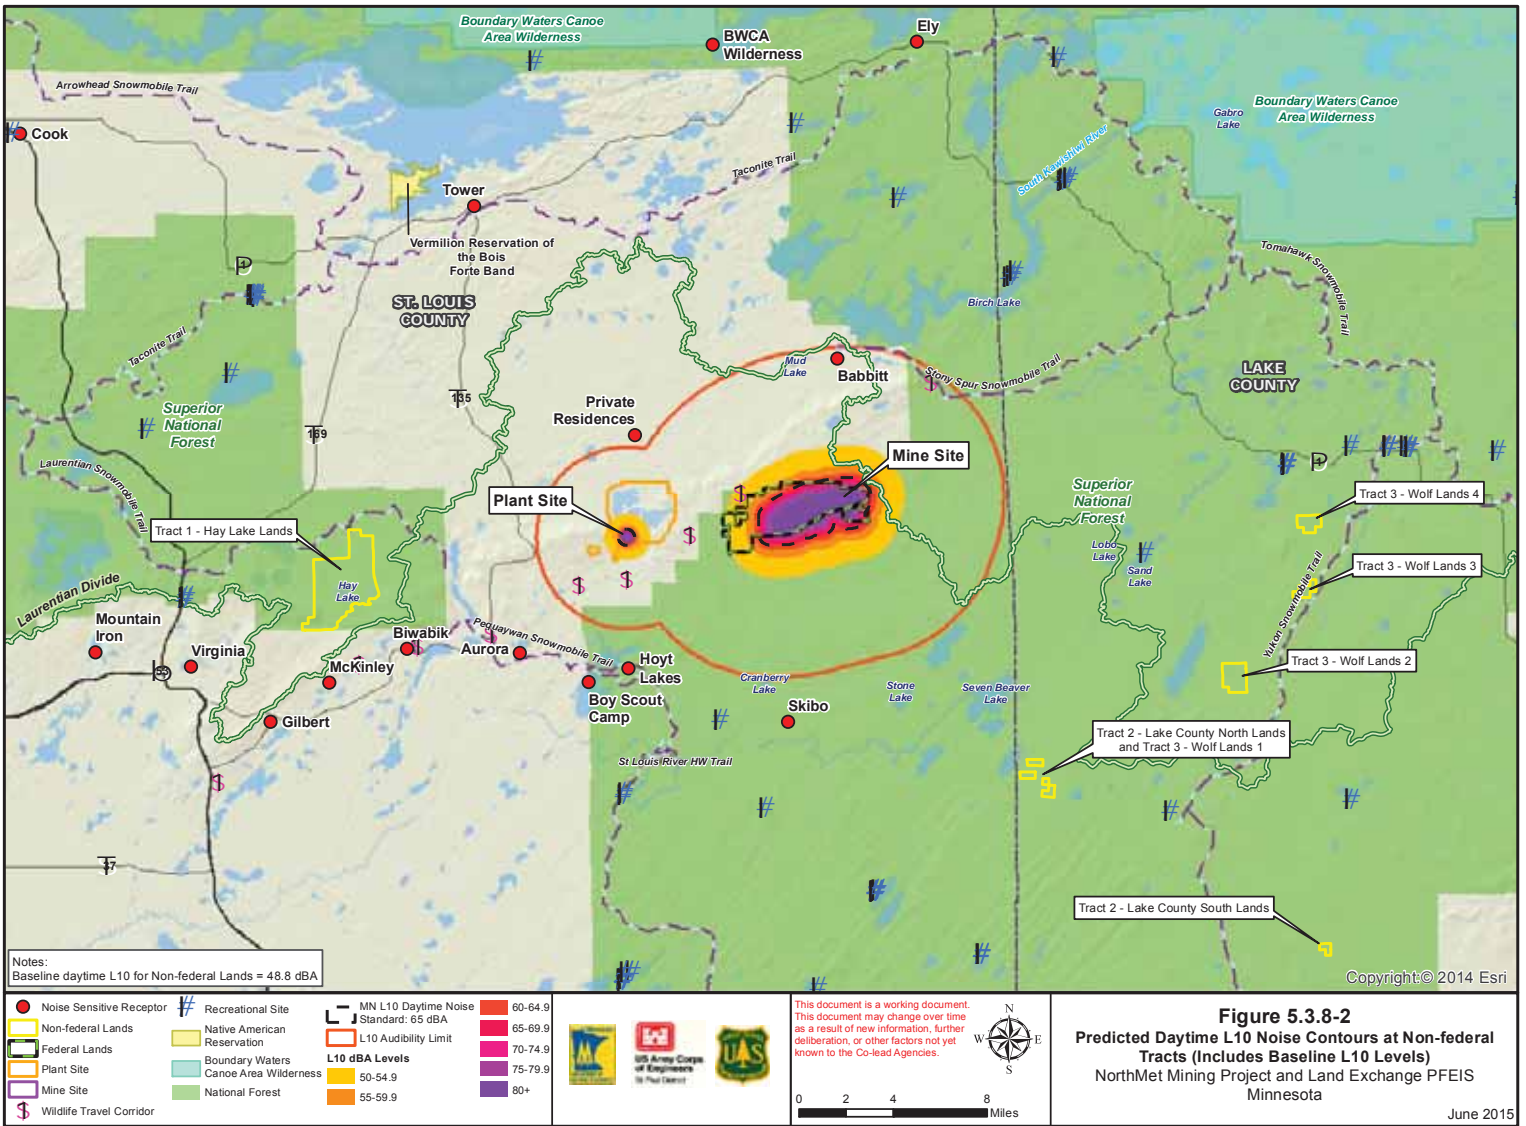 Boundary Waters Canoe
Area Wilderness
BWCA
Wilderness
Ely
Arrowhead Snowmobile Trail
Cook
Boundary Waters Canoe
Area Wilderness
Gabro
Lake
South Kawishiwi River
Taconite Trail
Tower
Vermilion Reservation of
the Bois
Forte Band
Tomahawk Snowmobile Trail
1
ST. LOUIS
COUNTY
Birch Lake
Taconite Trail
Mud
Lake
Babbitt
Stony Spur Snowmobile Trail
LAKE
COUNTY
135
Private
Residences
Superior
National
Forest
169
Mine Site
1
Laurentian Snowmobile Trail
Plant Site
Superior
National
Forest
Tract 3 - Wolf Lands 4
Tract 1 - Hay Lake Lands
Lobo
Lake
Sand
Lake
Tract 3 - Wolf Lands 3
Hay
Lake
Laurentian Divide
Yukon Snowmobile Trail
Mountain
Iron
Virginia
Biwabik
Pequaywan Snowmobile Trail
Aurora
Hoyt
Lakes
McKinley
53
Tract 3 - Wolf Lands 2
Cranberry
Lake
Stone
Lake
Seven Beaver
Lake
Boy Scout
Camp
Skibo
Gilbert
Tract 2 - Lake County North Lands
and Tract 3 - Wolf Lands 1
St Louis River HW Trail
37
Tract 2 - Lake County South Lands
Notes:
Baseline daytime L10 for Non-federal Lands = 48.8 dBA
Copyright:© 2014 Esri
Noise Sensitive Receptor
Non-federal Lands
Federal Lands
Plant Site
Mine Site
Wildlife Travel Corridor
Recreational Site
Native American
Reservation
Boundary Waters
Canoe Area Wilderness
National Forest
MN L10 Daytime Noise
Standard: 65 dBA
L10 Audibility Limit
L10 dBA Levels
50-54.9
55-59.9
60-64.9
65-69.9
70-74.9
75-79.9
80+
US Army Corps
of Engineers
St Paul District
UAS
This document is a working document.
This document may change over time
as a result of new information, further
deliberation, or other factors not yet
known to the Co-lead Agencies.
N
W
E
S
0 2 4 8
Miles
Figure 5.3.8-2
Predicted Daytime L10 Noise Contours at Non-federal
Tracts (Includes Baseline L10 Levels)
NorthMet Mining Project and Land Exchange PFEIS
Minnesota
June 2015